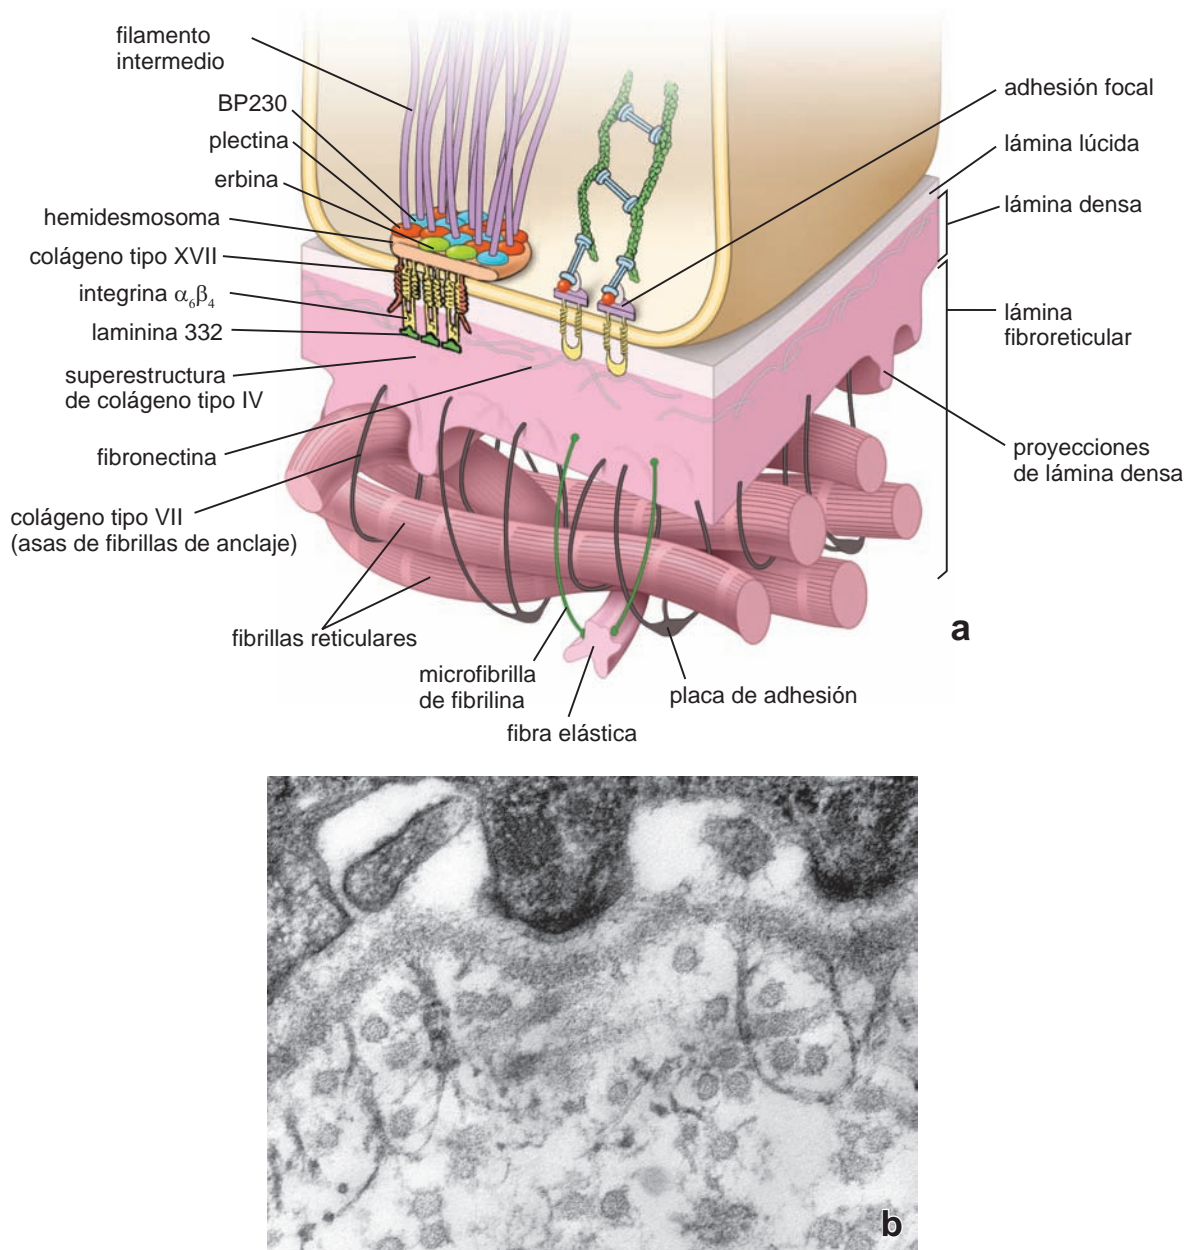 filamento
intermedio
BP230
plectina
erbina
hemidesmosoma
colágeno tipo XVII
integrina α₆β₄
laminina 332
superestructura
de colágeno tipo IV
fibronectina
colágeno tipo VII
(asas de fibrillas de anclaje)
fibrillas reticulares
microfibrilla
de fibrilina
fibra elástica
placa de adhesión
adhesión focal
lámina lúcida
lámina densa
lámina
fibroreticular
proyecciones
de lámina densa
a
b